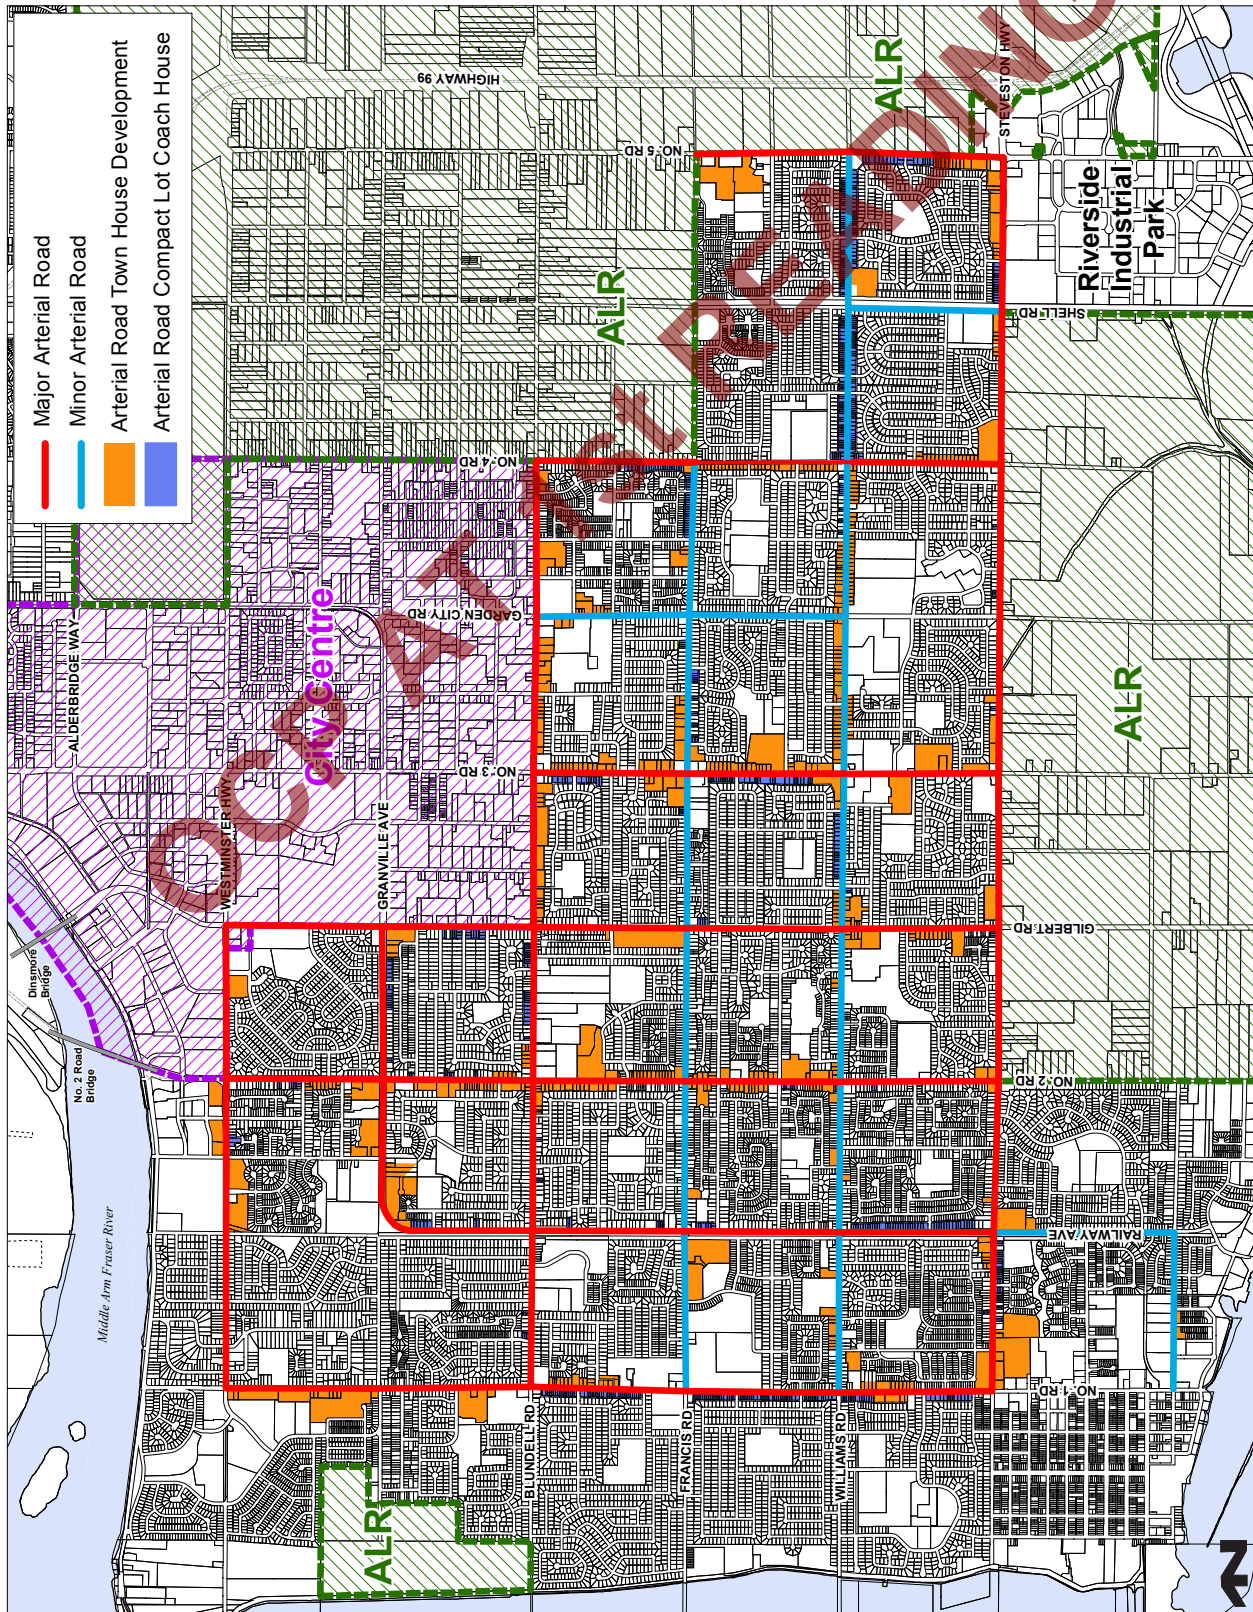 Major Arterial Road
Minor Arterial Road
Arterial Road Town House Development
Arterial Road Compact Lot Coach House
HIGHWAY 99
ALR
STEVESTON HWY
NO. 5 RD
Riverside
Industrial
Park
ALR
SHELL RD
NO. 4 RD
ALDERBRIDGE WAY
City Centre
GARDEN CITY RD
ALR
NO. 3 RD
WESTMINSTER HWY
GRANVILLE AVE
GILBERT RD
Dinsmore
Bridge
No. 2 Road
Bridge
NO. 2 RD
Middle Arm Fraser River
RAILWAY AVE
NO. 1 RD
BLUNDELL RD
FRANCIS RD
WILLIAMS RD
ALR
OCP AT 1st READING
N